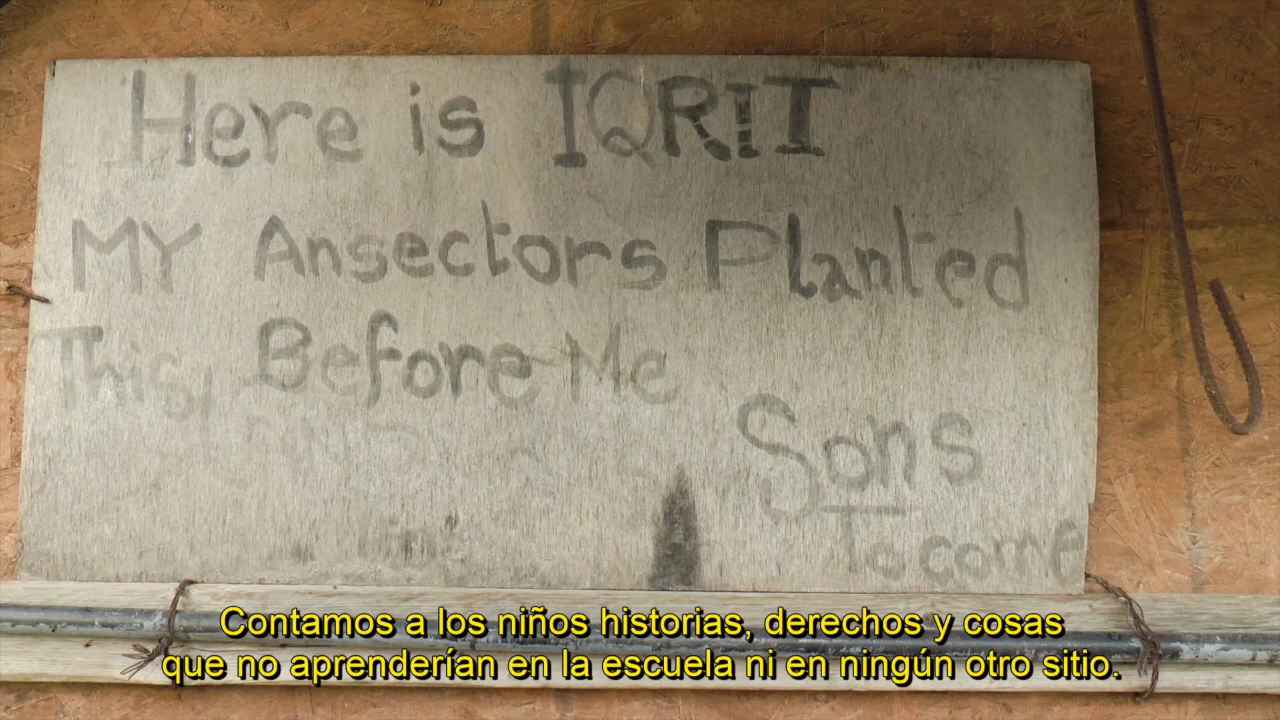 Here is IQRIT
MY Ansectors Planted
This, Before Me
Sons
To come
Contamos a los niños historias, derechos y cosas
que no aprenderían en la escuela ni en ningún otro sitio.